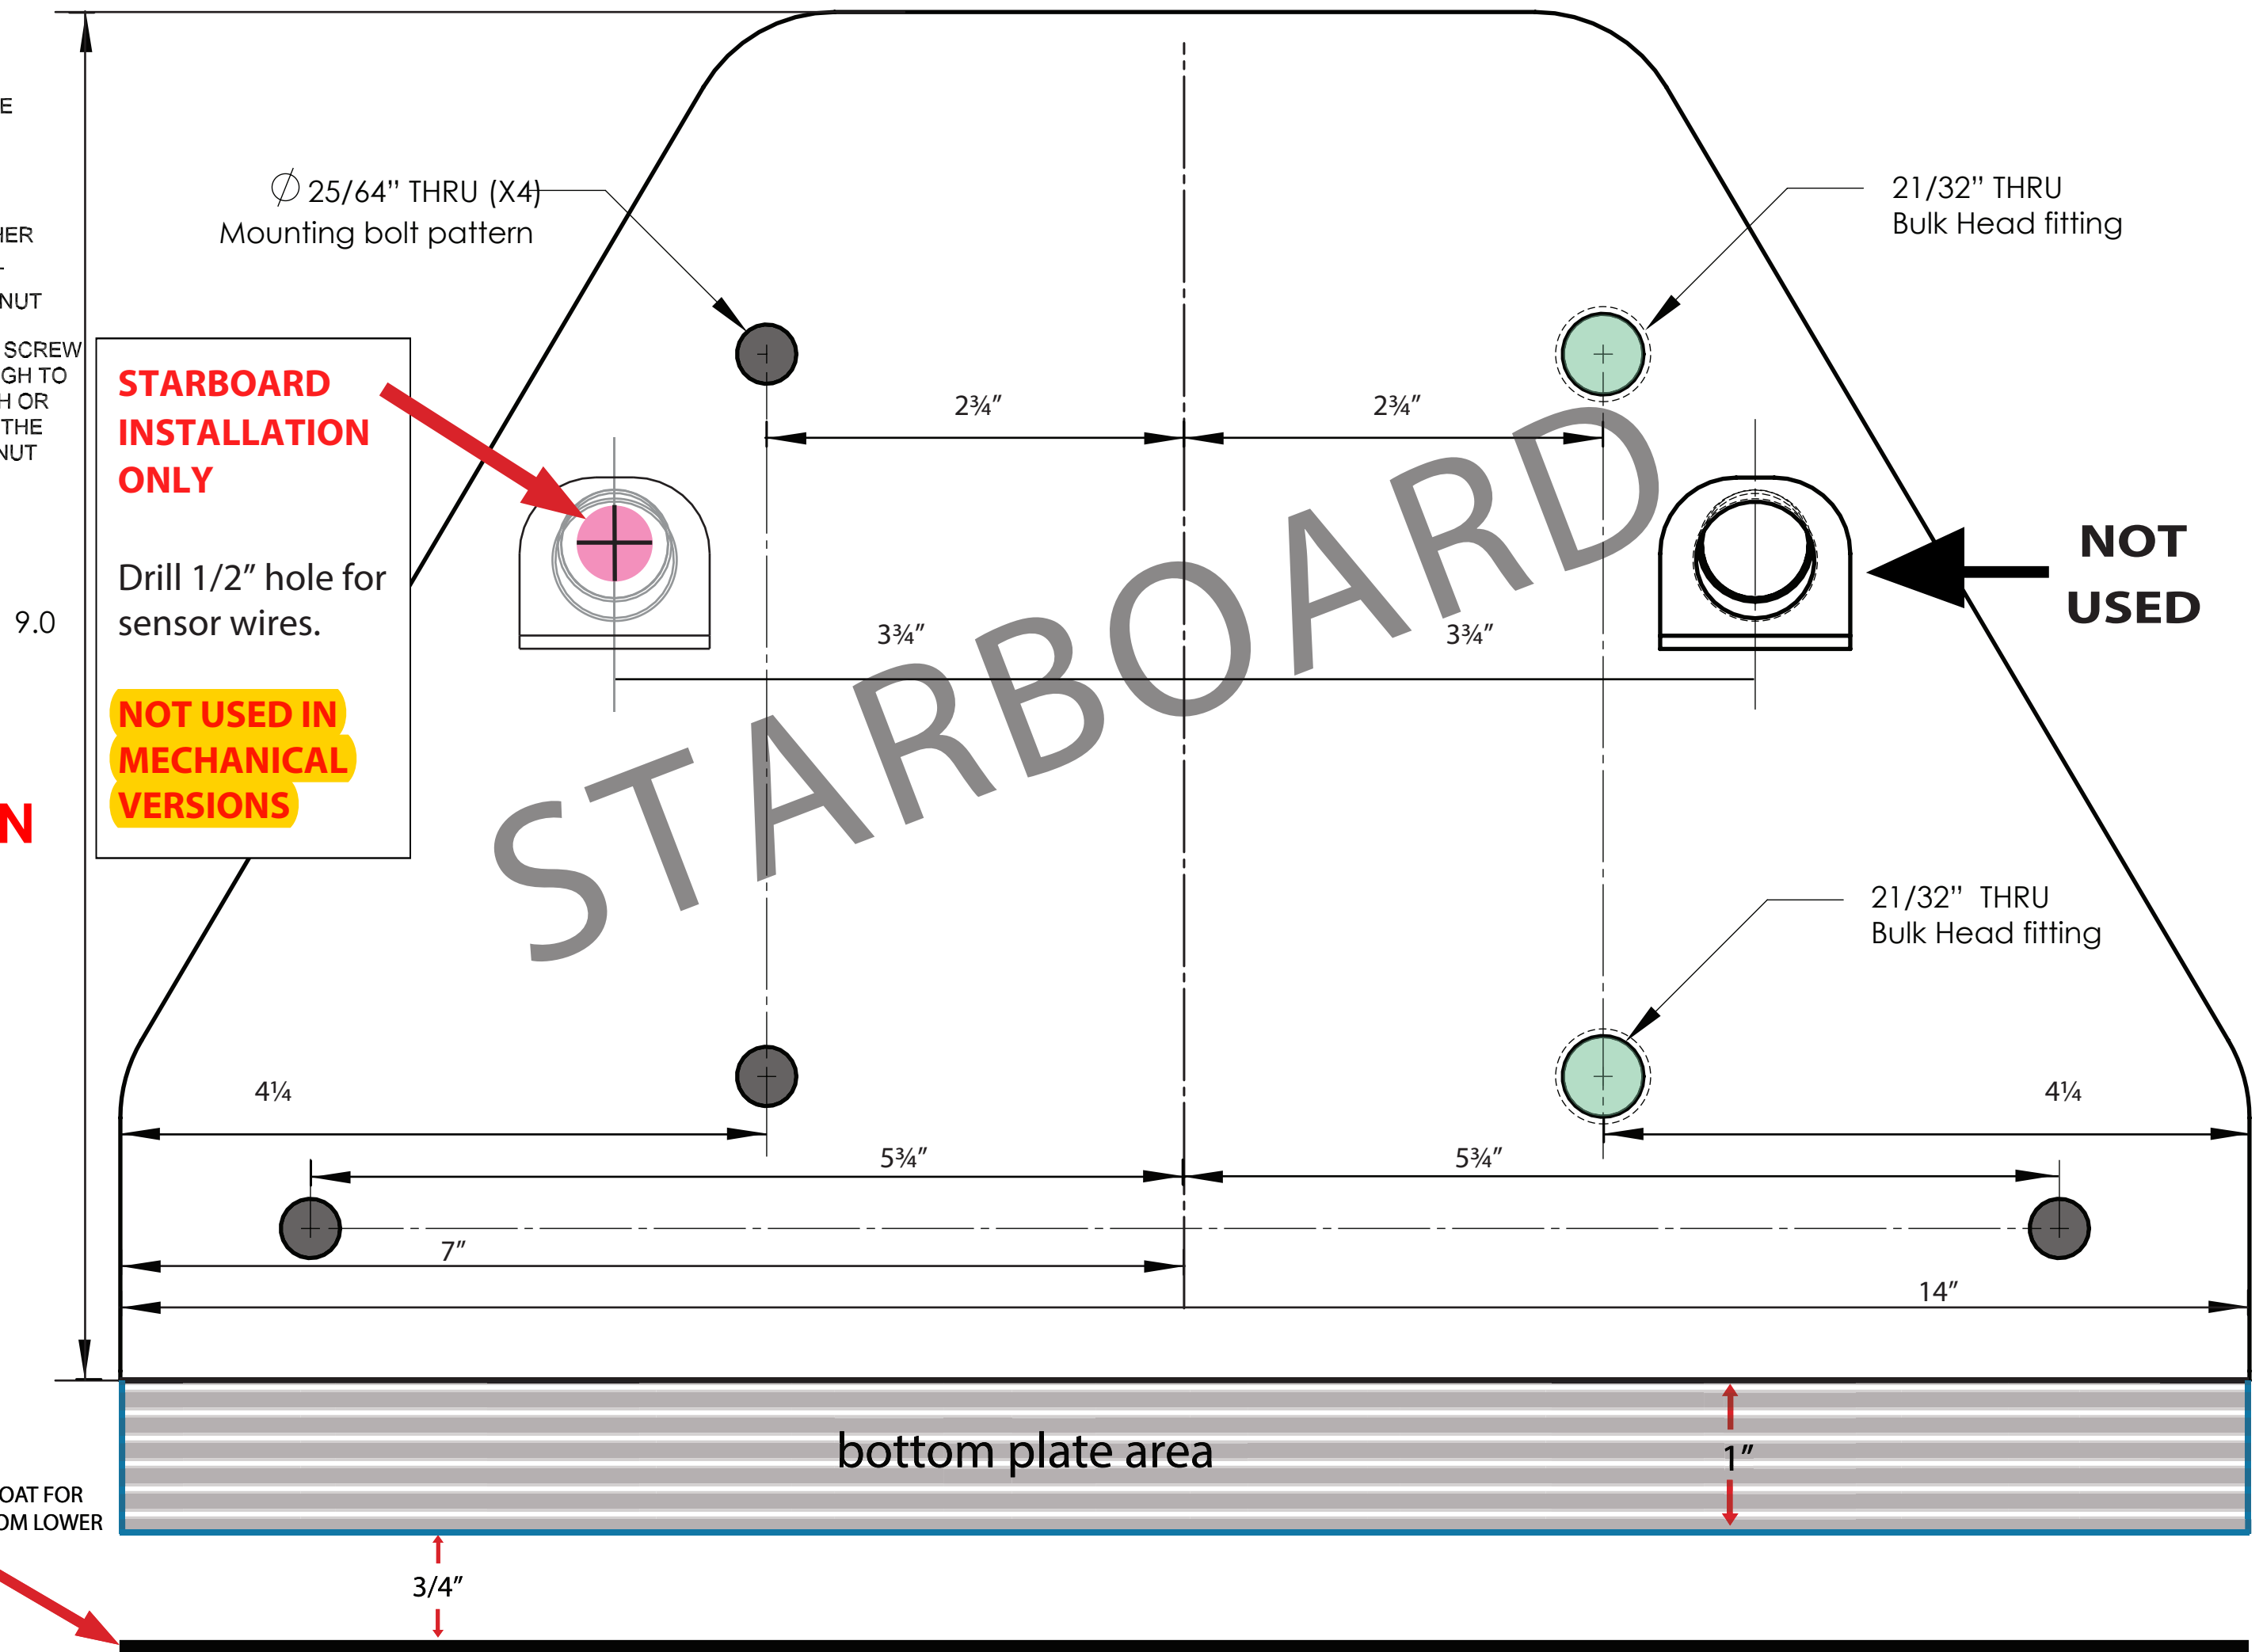 E
HER
NUT
SCREW
GH TO
H OR
THE
NUT
∅ 25/64” THRU (X4)
Mounting bolt pattern
21/32” THRU
Bulk Head fitting
STARBOARD
INSTALLATION
ONLY
Drill 1/2” hole for
sensor wires.
NOT USED IN
MECHANICAL
VERSIONS
2¾”
2¾”
NOT
USED
9.0
3¾”
3¾”
STARBOARD
N
21/32” THRU
Bulk Head fitting
4¼
4¼
5¾”
5¾”
7”
14”
bottom plate area
1”
OAT FOR
OM LOWER
3/4”